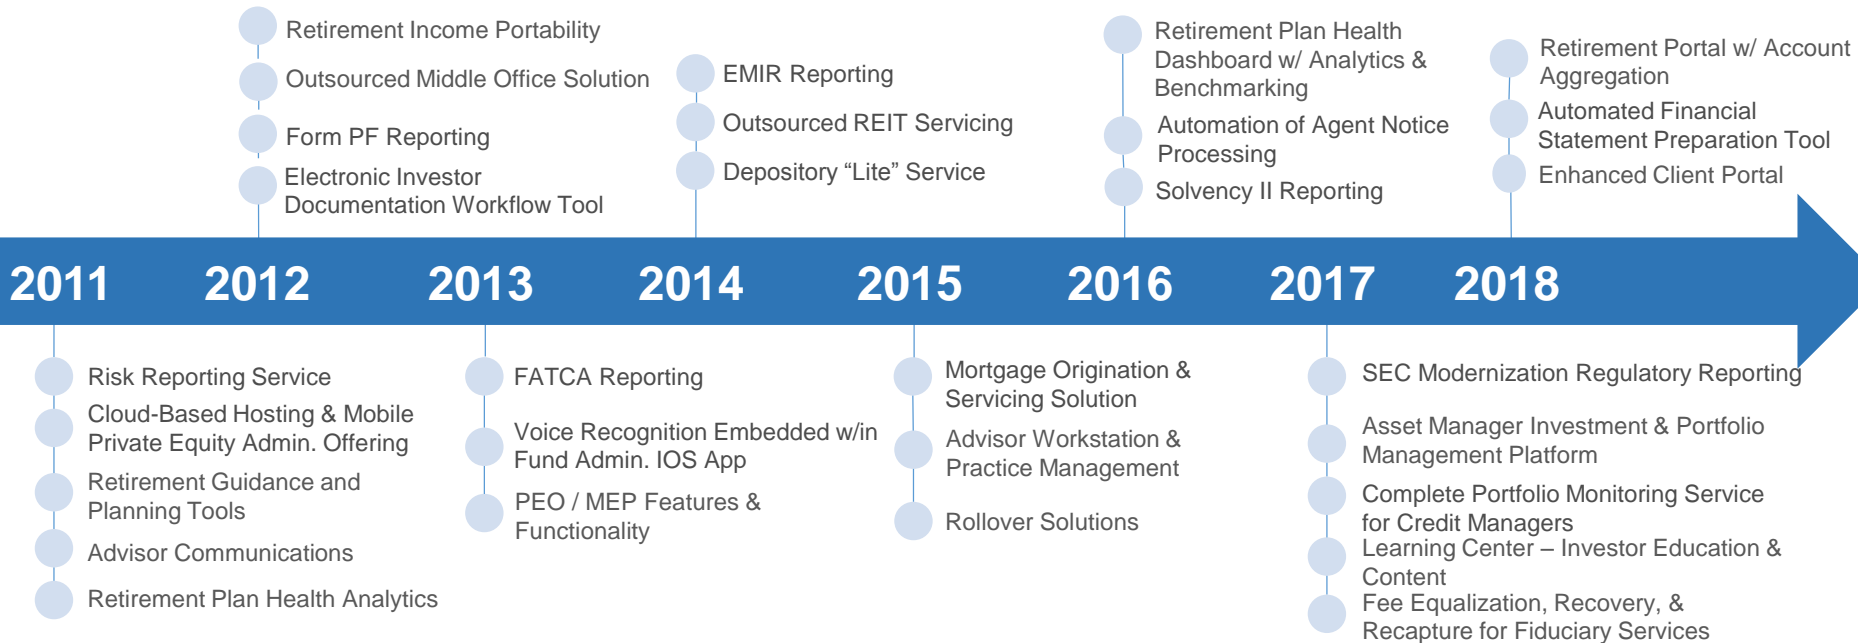 Retirement Income Portability
Outsourced Middle Office Solution
Form PF Reporting
Electronic Investor
Documentation Workflow Tool
EMIR Reporting
Outsourced REIT Servicing
Depository “Lite” Service
Retirement Plan Health
Dashboard w/ Analytics &
Benchmarking
Automation of Agent Notice
Processing
Solvency II Reporting
Retirement Portal w/ Account
Aggregation
Automated Financial
Statement Preparation Tool
Enhanced Client Portal
2011 2012 2013 2014 2015 2016 2017 2018
Risk Reporting Service
Cloud-Based Hosting & Mobile
Private Equity Admin. Offering
Retirement Guidance and
Planning Tools
Advisor Communications
Retirement Plan Health Analytics
FATCA Reporting
Voice Recognition Embedded w/in
Fund Admin. IOS App
PEO / MEP Features &
Functionality
Mortgage Origination &
Servicing Solution
Advisor Workstation &
Practice Management
Rollover Solutions
SEC Modernization Regulatory Reporting
Asset Manager Investment & Portfolio
Management Platform
Complete Portfolio Monitoring Service
for Credit Managers
Learning Center – Investor Education &
Content
Fee Equalization, Recovery, &
Recapture for Fiduciary Services